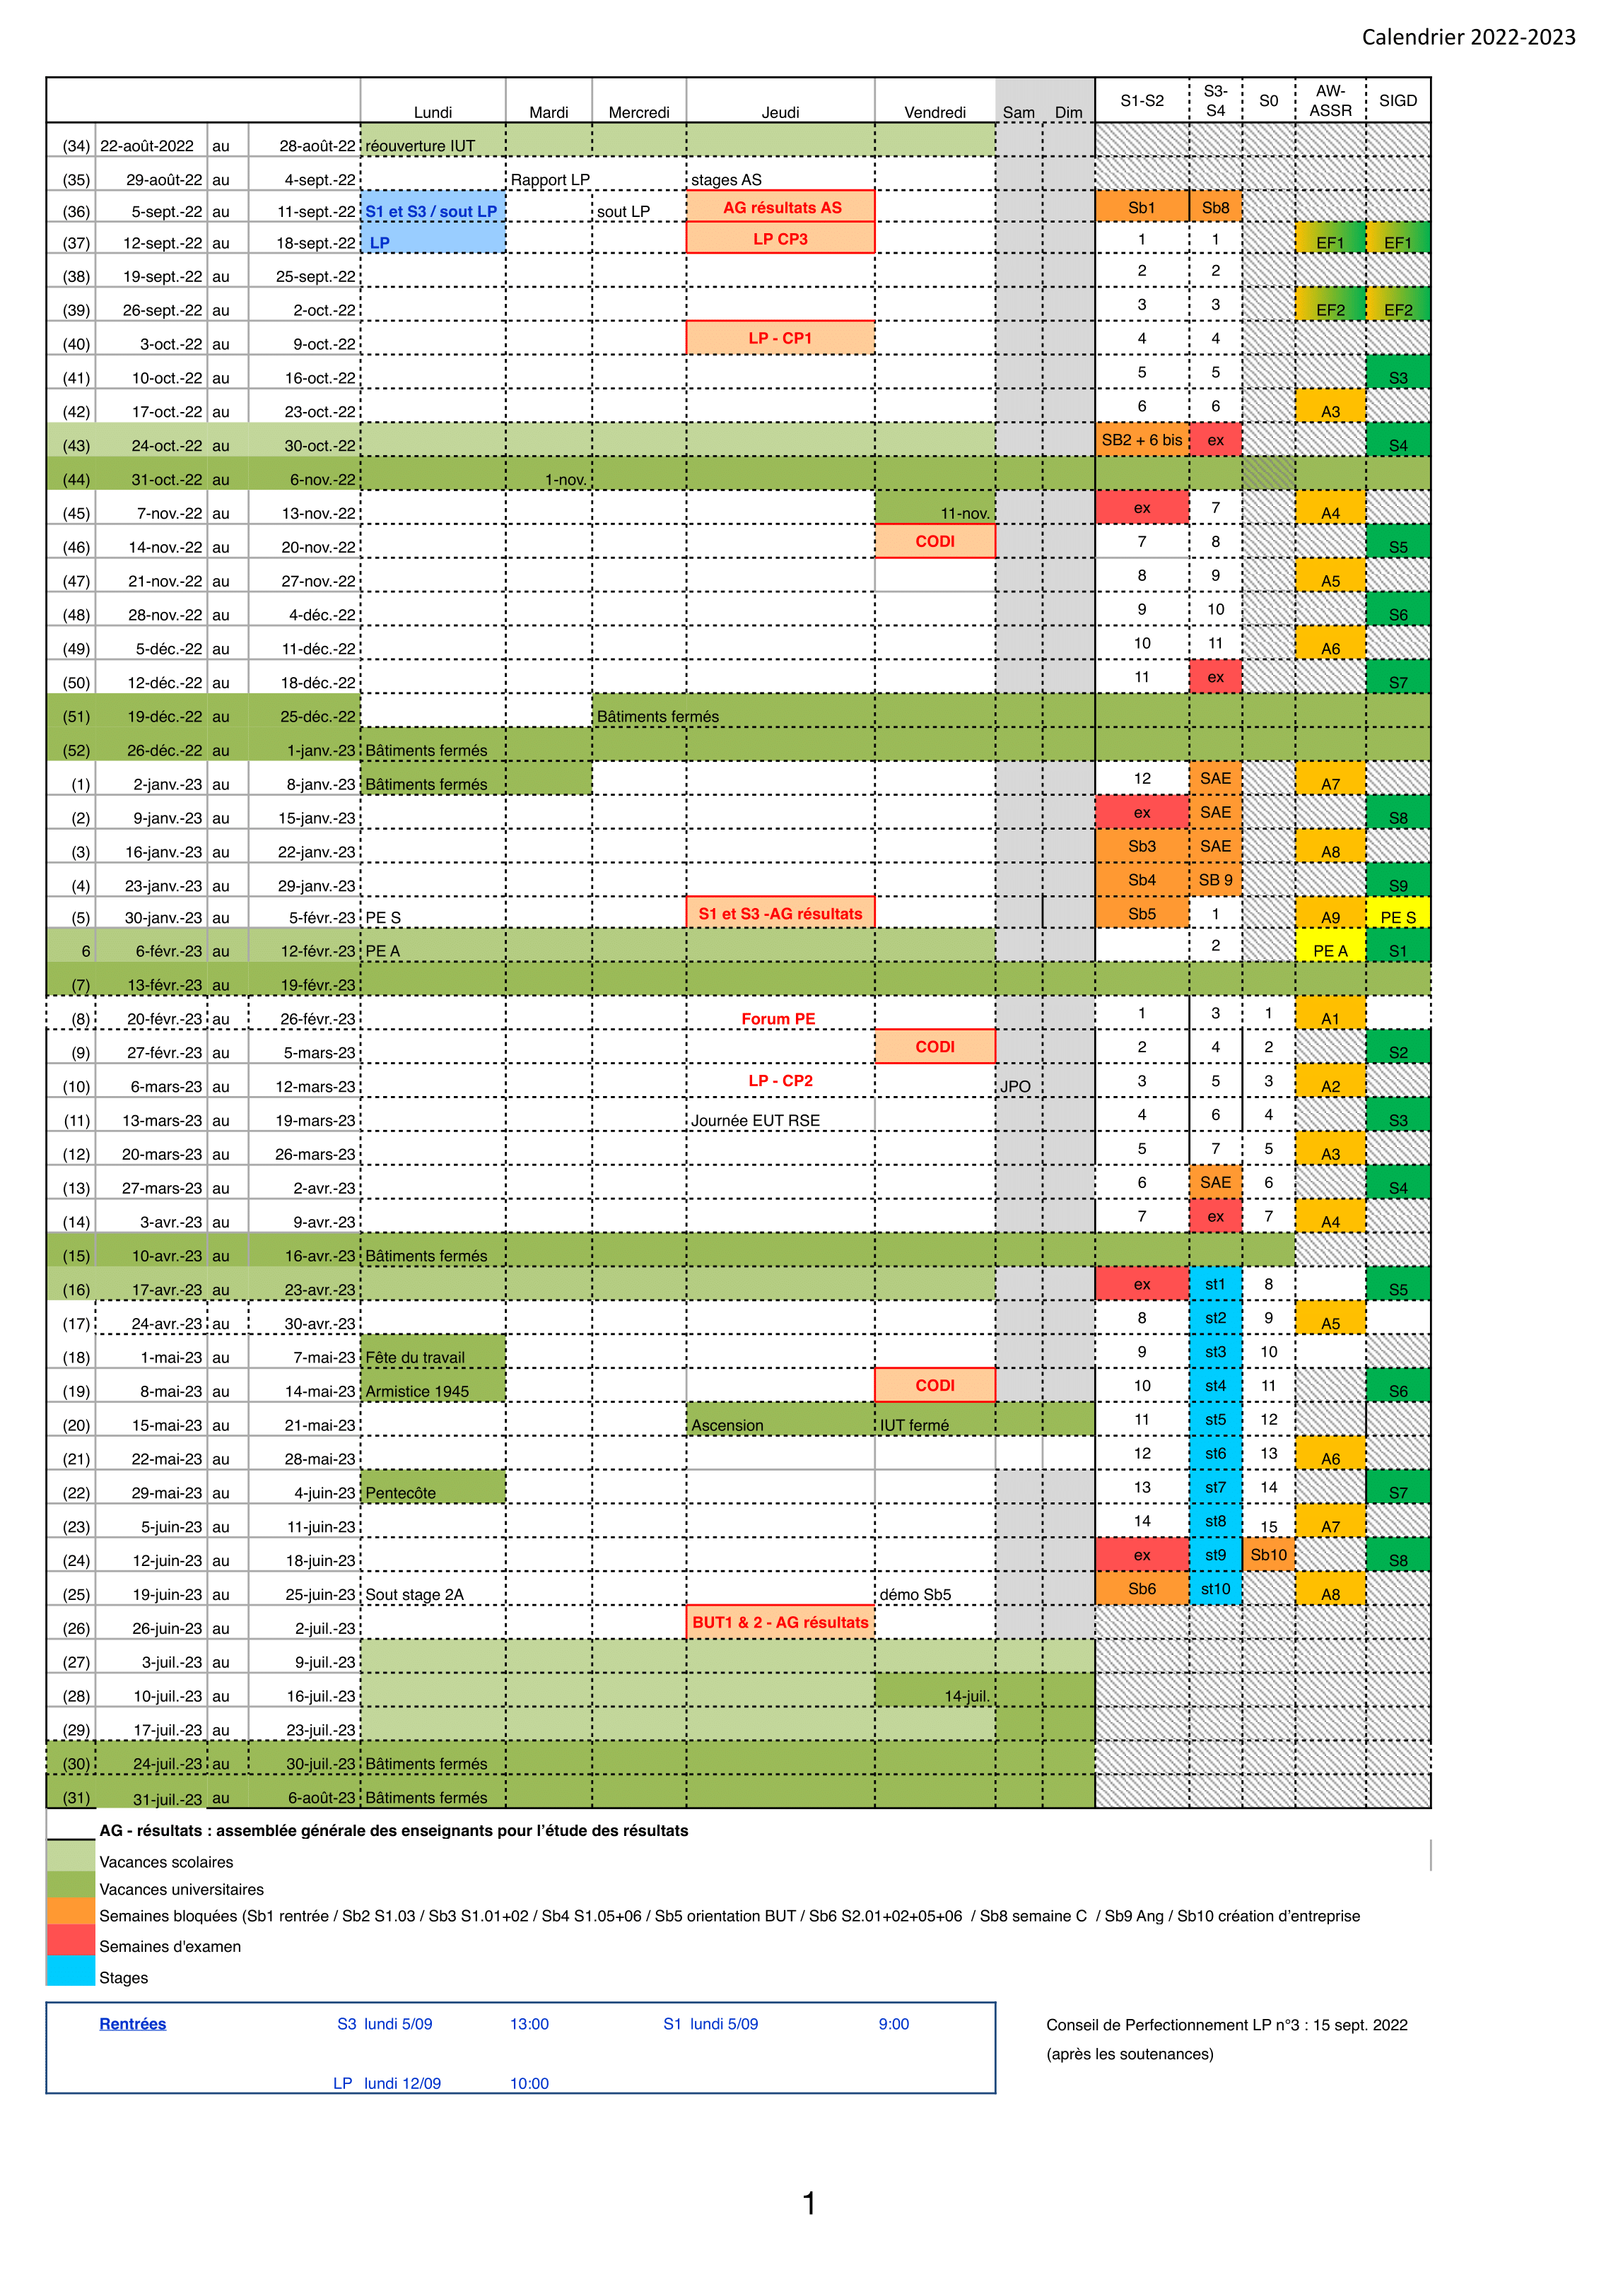 Calendrier 2022-2023
Lundi Mardi Mercredi Jeudi Vendredi Sam Dim S1-S2 S3-S4 S0 AW-ASSR SIGD
(34) 22-août-2022 au 28-août-22 réouverture IUT
(35) 29-août-22 au 4-sept.-22 Rapport LP stages AS
(36) 5-sept.-22 au 11-sept.-22 S1 et S3 / sout LP sout LP AG résultats AS Sb1 Sb8
(37) 12-sept.-22 au 18-sept.-22 LP LP CP3 1 1 EF1 EF1
(38) 19-sept.-22 au 25-sept.-22 2 2
(39) 26-sept.-22 au 2-oct.-22 3 3 EF2 EF2
(40) 3-oct.-22 au 9-oct.-22 LP - CP1 4 4
(41) 10-oct.-22 au 16-oct.-22 5 5 S3
(42) 17-oct.-22 au 23-oct.-22 6 6 A3
(43) 24-oct.-22 au 30-oct.-22 SB2 + 6 bis ex S4
(44) 31-oct.-22 au 6-nov.-22 1-nov.
(45) 7-nov.-22 au 13-nov.-22 11-nov. ex 7 A4
(46) 14-nov.-22 au 20-nov.-22 CODI 7 8 S5
(47) 21-nov.-22 au 27-nov.-22 8 9 A5
(48) 28-nov.-22 au 4-déc.-22 9 10 S6
(49) 5-déc.-22 au 11-déc.-22 10 11 A6
(50) 12-déc.-22 au 18-déc.-22 11 ex S7
(51) 19-déc.-22 au 25-déc.-22 Bâtiments fermés
(52) 26-déc.-22 au 1-janv.-23 Bâtiments fermés
(1) 2-janv.-23 au 8-janv.-23 Bâtiments fermés 12 SAE A7
(2) 9-janv.-23 au 15-janv.-23 ex SAE S8
(3) 16-janv.-23 au 22-janv.-23 Sb3 SAE A8
(4) 23-janv.-23 au 29-janv.-23 Sb4 SB 9 S9
(5) 30-janv.-23 au 5-févr.-23 PE S S1 et S3 -AG résultats Sb5 1 A9 PE S
6 6-févr.-23 au 12-févr.-23 PE A 2 PE A S1
(7) 13-févr.-23 au 19-févr.-23
(8) 20-févr.-23 au 26-févr.-23 Forum PE 1 3 1 A1
(9) 27-févr.-23 au 5-mars-23 CODI 2 4 2 S2
(10) 6-mars-23 au 12-mars-23 LP - CP2 JPO 3 5 3 A2
(11) 13-mars-23 au 19-mars-23 Journée EUT RSE 4 6 4 S3
(12) 20-mars-23 au 26-mars-23 5 7 5 A3
(13) 27-mars-23 au 2-avr.-23 6 SAE 6 S4
(14) 3-avr.-23 au 9-avr.-23 7 ex 7 A4
(15) 10-avr.-23 au 16-avr.-23 Bâtiments fermés
(16) 17-avr.-23 au 23-avr.-23 ex st1 8 S5
(17) 24-avr.-23 au 30-avr.-23 8 st2 9 A5
(18) 1-mai-23 au 7-mai-23 Fête du travail 9 st3 10
(19) 8-mai-23 au 14-mai-23 Armistice 1945 CODI 10 st4 11 S6
(20) 15-mai-23 au 21-mai-23 Ascension IUT fermé 11 st5 12
(21) 22-mai-23 au 28-mai-23 12 st6 13 A6
(22) 29-mai-23 au 4-juin-23 Pentecôte 13 st7 14 S7
(23) 5-juin-23 au 11-juin-23 14 st8 15 A7
(24) 12-juin-23 au 18-juin-23 ex st9 Sb10 S8
(25) 19-juin-23 au 25-juin-23 Sout stage 2A démo Sb5 Sb6 st10 A8
(26) 26-juin-23 au 2-juil.-23 BUT1 & 2 - AG résultats
(27) 3-juil.-23 au 9-juil.-23
(28) 10-juil.-23 au 16-juil.-23 14-juil.
(29) 17-juil.-23 au 23-juil.-23
(30) 24-juil.-23 au 30-juil.-23 Bâtiments fermés
(31) 31-juil.-23 au 6-août-23 Bâtiments fermés
AG - résultats : assemblée générale des enseignants pour l'étude des résultats
Vacances scolaires
Vacances universitaires
Semaines bloquées (Sb1 rentrée / Sb2 S1.03 / Sb3 S1.01+02 / Sb4 S1.05+06 / Sb5 orientation BUT / Sb6 S2.01+02+05+06 / Sb8 semaine C / Sb9 Ang / Sb10 création d'entreprise
Semaines d'examen
Stages
Rentrées S3 lundi 5/09 13:00 S1 lundi 5/09 9:00 Conseil de Perfectionnement LP n°3 : 15 sept. 2022
(après les soutenances)
LP lundi 12/09 10:00
1